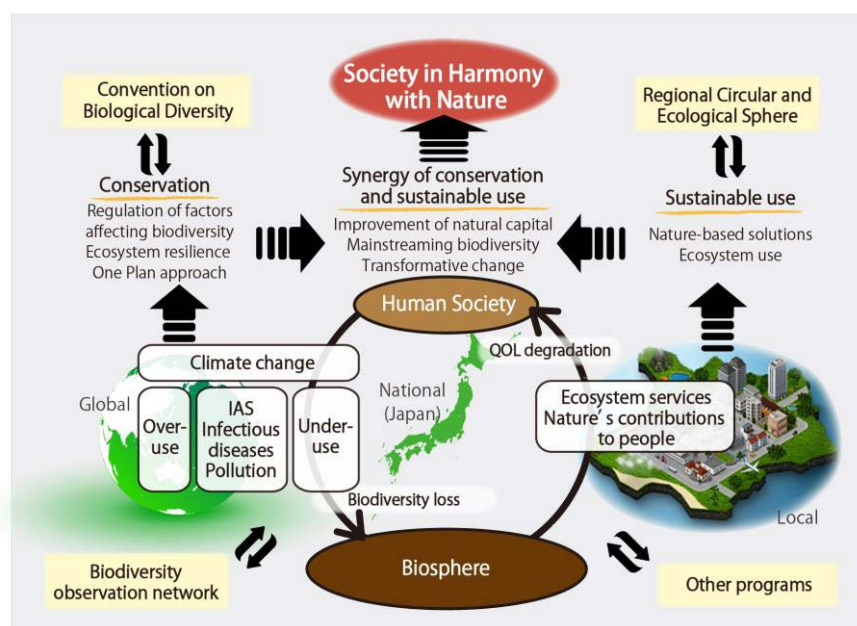 Society in Harmony
with Nature
Convention on
Biological Diversity
Regional Circular and
Ecological Sphere
Conservation
Regulation of factors
affecting biodiversity
Ecosystem resilience
One Plan approach
Synergy of conservation
and sustainable use
Improvement of natural capital
Mainstreaming biodiversity
Transformative change
Sustainable use
Nature-based solutions
Ecosystem use
Human Society
Climate change
QOL degradation
Global
Over-
use
IAS
Infectious
diseases
Pollution
Under-
use
National
(Japan)
Ecosystem services
Nature's contributions
to people
Biodiversity loss
Local
Biodiversity
observation network
Biosphere
Other programs